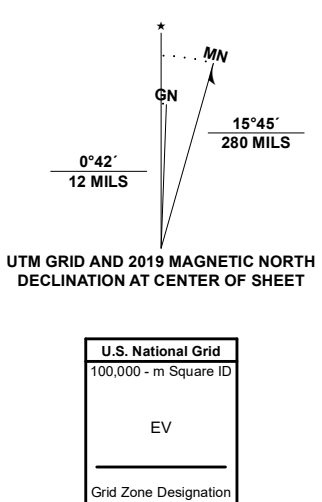 ★
MN
GN
15°45´
280 MILS
0°42´
12 MILS
UTM GRID AND 2019 MAGNETIC NORTH
DECLINATION AT CENTER OF SHEET
U.S. National Grid
100,000 - m Square ID
EV
Grid Zone Designation